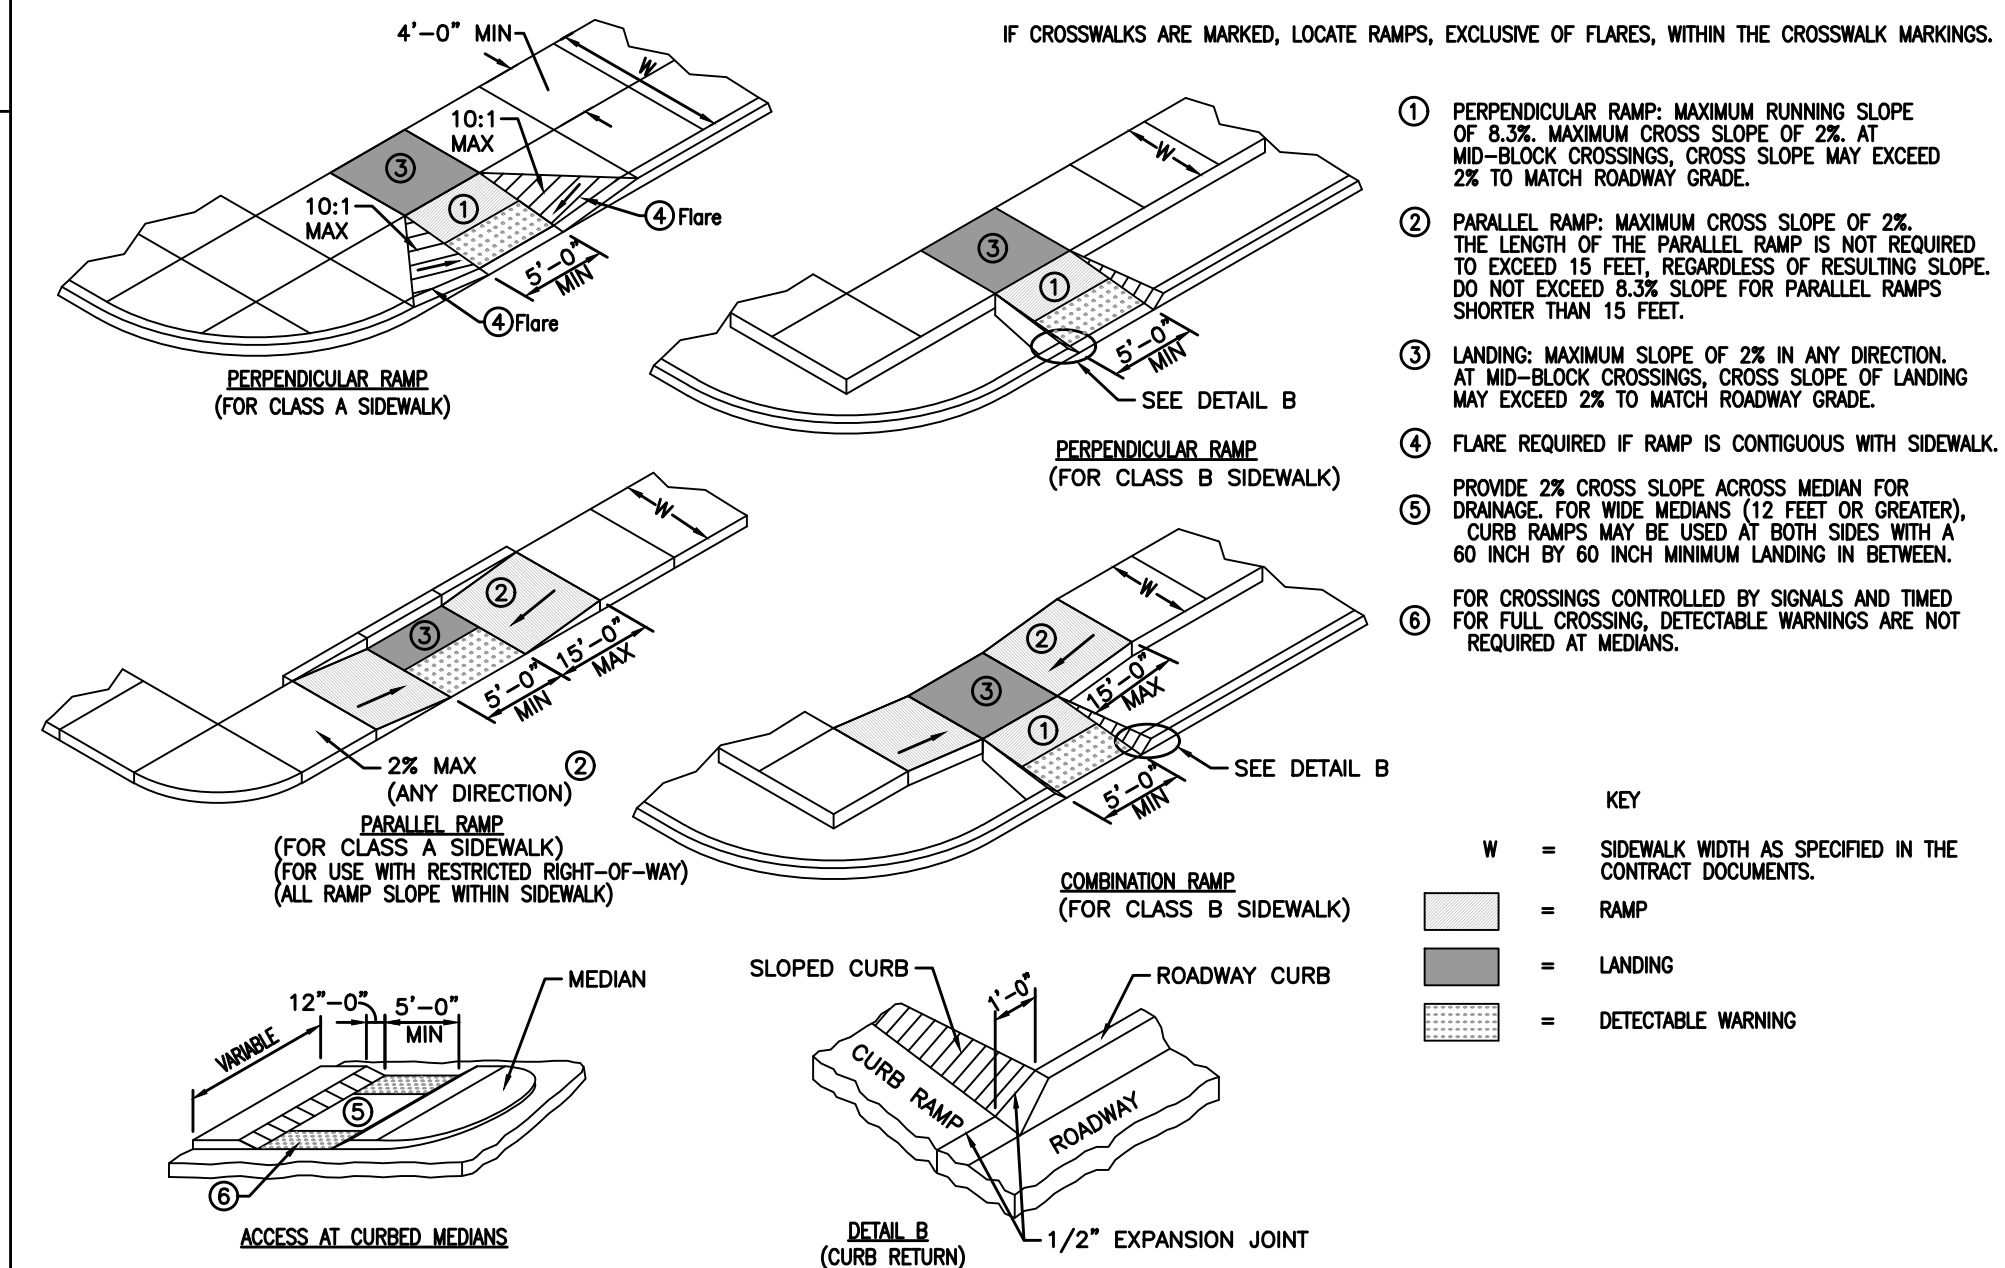 IF CROSSWALKS ARE MARKED, LOCATE RAMPS, EXCLUSIVE OF FLARES, WITHIN THE CROSSWALK MARKINGS.
4'-0" MIN
W
10:1
MAX
3
10:1
MAX
1
4 Flare
5'-0"
MIN
4 Flare
PERPENDICULAR RAMP
(FOR CLASS A SIDEWALK)
W
3
1
5'-0"
MIN
SEE DETAIL B
PERPENDICULAR RAMP
(FOR CLASS B SIDEWALK)
1 PERPENDICULAR RAMP: MAXIMUM RUNNING SLOPE
OF 8.3%. MAXIMUM CROSS SLOPE OF 2%. AT
MID-BLOCK CROSSINGS, CROSS SLOPE MAY EXCEED
2% TO MATCH ROADWAY GRADE.
2 PARALLEL RAMP: MAXIMUM CROSS SLOPE OF 2%.
THE LENGTH OF THE PARALLEL RAMP IS NOT REQUIRED
TO EXCEED 15 FEET, REGARDLESS OF RESULTING SLOPE.
DO NOT EXCEED 8.3% SLOPE FOR PARALLEL RAMPS
SHORTER THAN 15 FEET.
3 LANDING: MAXIMUM SLOPE OF 2% IN ANY DIRECTION.
AT MID-BLOCK CROSSINGS, CROSS SLOPE OF LANDING
MAY EXCEED 2% TO MATCH ROADWAY GRADE.
4 FLARE REQUIRED IF RAMP IS CONTIGUOUS WITH SIDEWALK.
PROVIDE 2% CROSS SLOPE ACROSS MEDIAN FOR
5 DRAINAGE. FOR WIDE MEDIANS (12 FEET OR GREATER),
CURB RAMPS MAY BE USED AT BOTH SIDES WITH A
60 INCH BY 60 INCH MINIMUM LANDING IN BETWEEN.
FOR CROSSINGS CONTROLLED BY SIGNALS AND TIMED
6 FOR FULL CROSSING, DETECTABLE WARNINGS ARE NOT
REQUIRED AT MEDIANS.
W
2
3
15'-0"
MAX
5'-0"
MIN
2% MAX
(ANY DIRECTION)
2
PARALLEL RAMP
(FOR CLASS A SIDEWALK)
(FOR USE WITH RESTRICTED RIGHT-OF-WAY)
(ALL RAMP SLOPE WITHIN SIDEWALK)
W
2
3
15'-0"
MAX
1
SEE DETAIL B
5'-0"
MIN
COMBINATION RAMP
(FOR CLASS B SIDEWALK)
KEY
W = SIDEWALK WIDTH AS SPECIFIED IN THE
CONTRACT DOCUMENTS.
= RAMP
= LANDING
= DETECTABLE WARNING
MEDIAN
12"-0"
5'-0"
MIN
VARIABLE
5
6
ACCESS AT CURBED MEDIANS
SLOPED CURB
1'-0"
ROADWAY CURB
CURB RAMP
ROADWAY
1/2" EXPANSION JOINT
DETAIL B
(CURB RETURN)